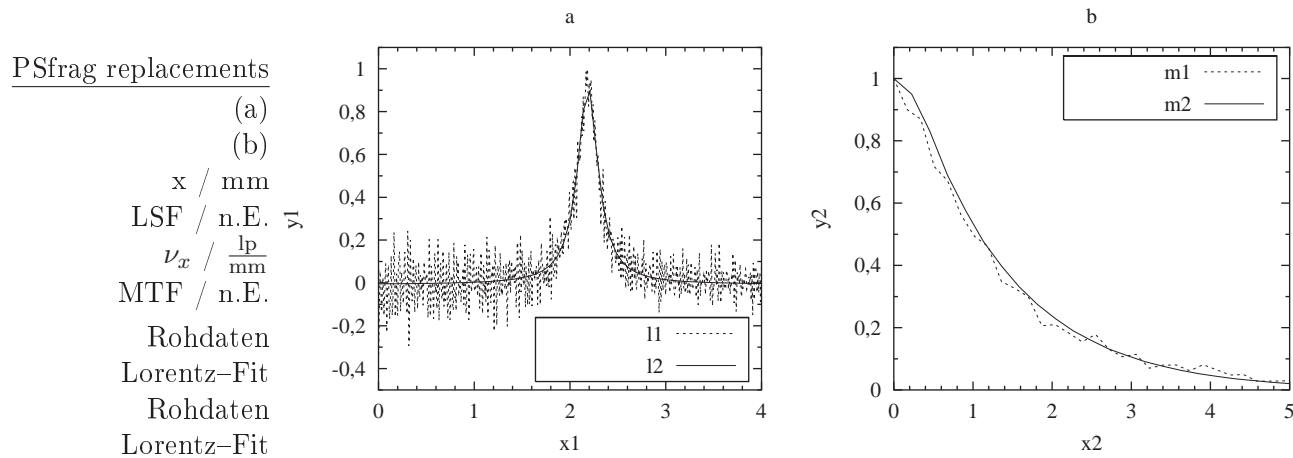 PSfrag replacements
(a)
(b)
x / mm
LSF / n.E.
ν_x / lp/mm
MTF / n.E.
Rohdaten
Lorentz–Fit
Rohdaten
Lorentz–Fit
a
y1
1
0,8
0,6
0,4
0,2
0
-0,2
-0,4
l1
l2
0 1 2 3 4
x1
b
y2
1
0,8
0,6
0,4
0,2
0
m1
m2
0 1 2 3 4 5
x2